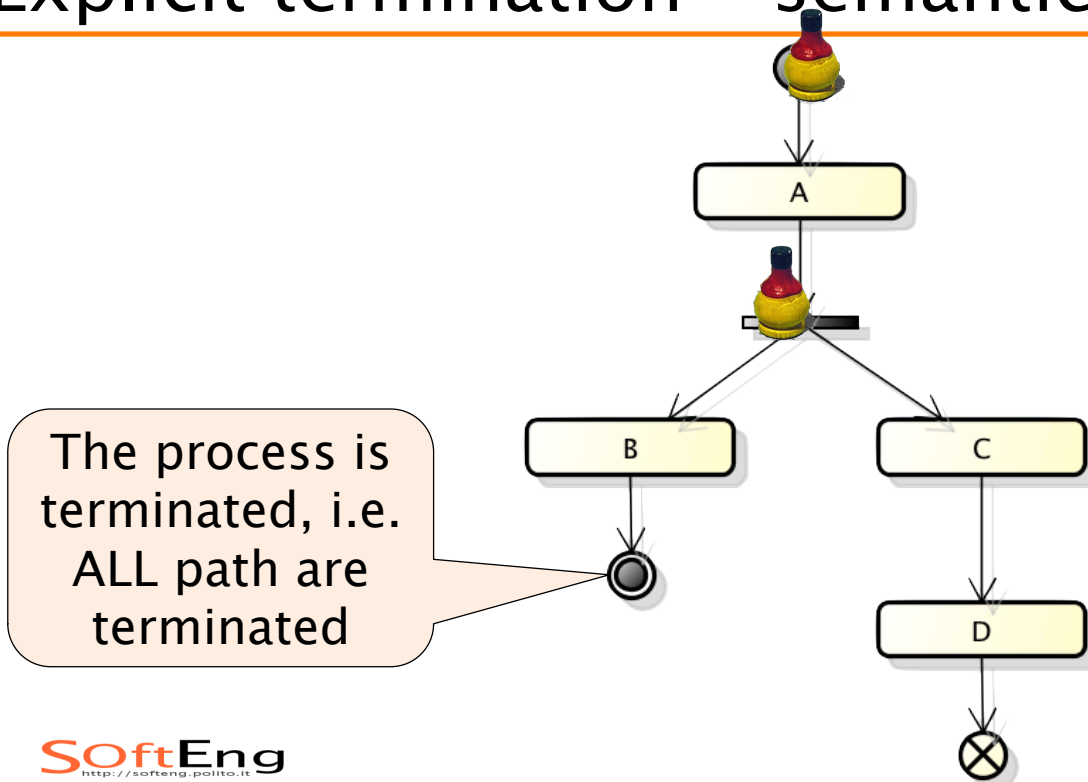 Explicit termination – semantic
A
B
C
The process is
terminated, i.e.
ALL path are
terminated
D
SOftEng
http://softeng.polito.it